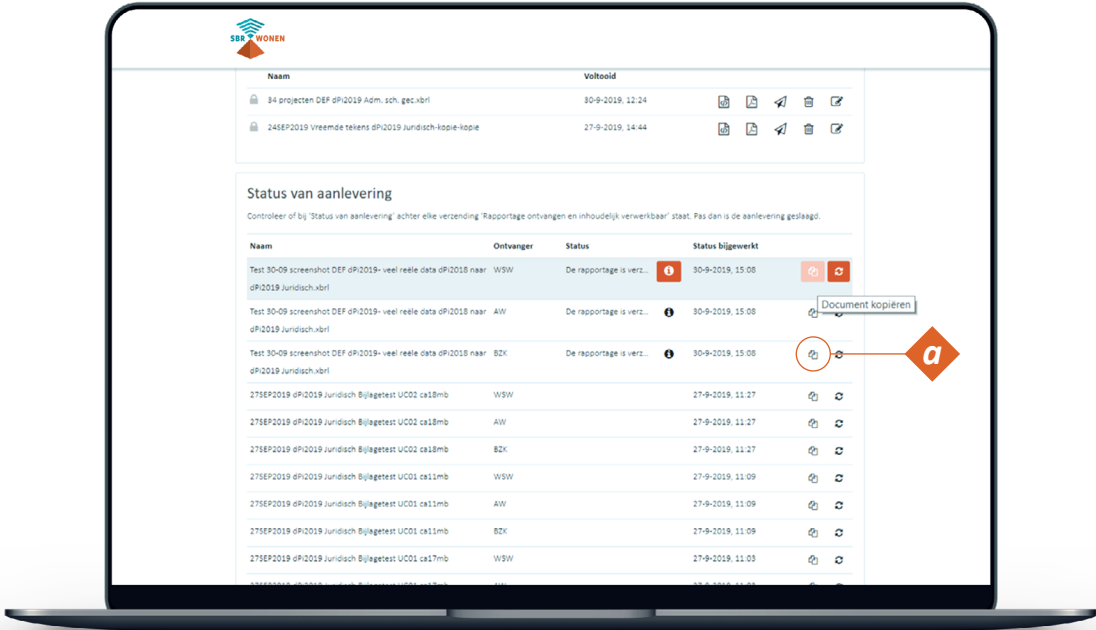 SBR WONEN
Naam Voltooid
34 projecten DEF dPi2019 Adm. sch. gec.xbrl 30-9-2019, 12:24
24SEP2019 Vreemde tekens dPi2019 Juridisch-kopie-kopie 27-9-2019, 14:44
Status van aanlevering
Controleer of bij 'Status van aanlevering' achter elke verzending 'Rapportage ontvangen en inhoudelijk verwerkbaar' staat. Pas dan is de aanlevering geslaagd.
Naam Ontvanger Status Status bijgewerkt
Test 30-09 screenshot DEF dPi2019- veel reële data dPi2018 naar WSW De rapportage is verz... 30-9-2019, 15:08
dPi2019 Juridisch.xbrl
Document kopiëren
Test 30-09 screenshot DEF dPi2019- veel reële data dPi2018 naar AW De rapportage is verz... 30-9-2019, 15:08
dPi2019 Juridisch.xbrl
Test 30-09 screenshot DEF dPi2019- veel reële data dPi2018 naar BZK De rapportage is verz... 30-9-2019, 15:08
dPi2019 Juridisch.xbrl
a
27SEP2019 dPi2019 Juridisch Bijlagetest UC02 ca18mb WSW 27-9-2019, 11:27
27SEP2019 dPi2019 Juridisch Bijlagetest UC02 ca18mb AW 27-9-2019, 11:27
27SEP2019 dPi2019 Juridisch Bijlagetest UC02 ca18mb BZK 27-9-2019, 11:27
27SEP2019 dPi2019 Juridisch Bijlagetest UC01 ca11mb WSW 27-9-2019, 11:09
27SEP2019 dPi2019 Juridisch Bijlagetest UC01 ca11mb AW 27-9-2019, 11:09
27SEP2019 dPi2019 Juridisch Bijlagetest UC01 ca11mb BZK 27-9-2019, 11:09
27SEP2019 dPi2019 Juridisch Bijlagetest UC01 ca17mb WSW 27-9-2019, 11:03